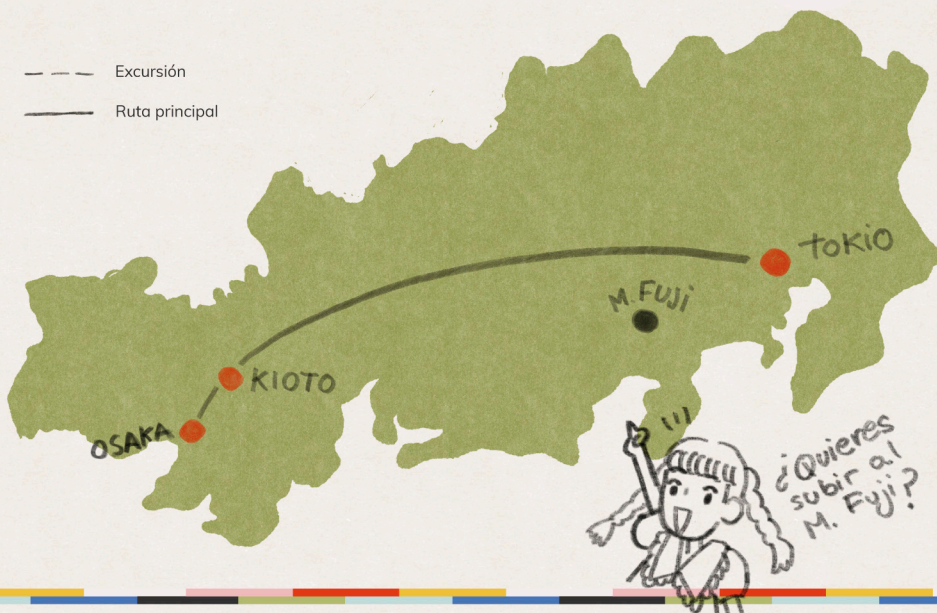 Excursión
Ruta principal
TOKiO
M. FUJi
KIOTO
OSAKA
¿Quieres
subir al
M. Fuji?